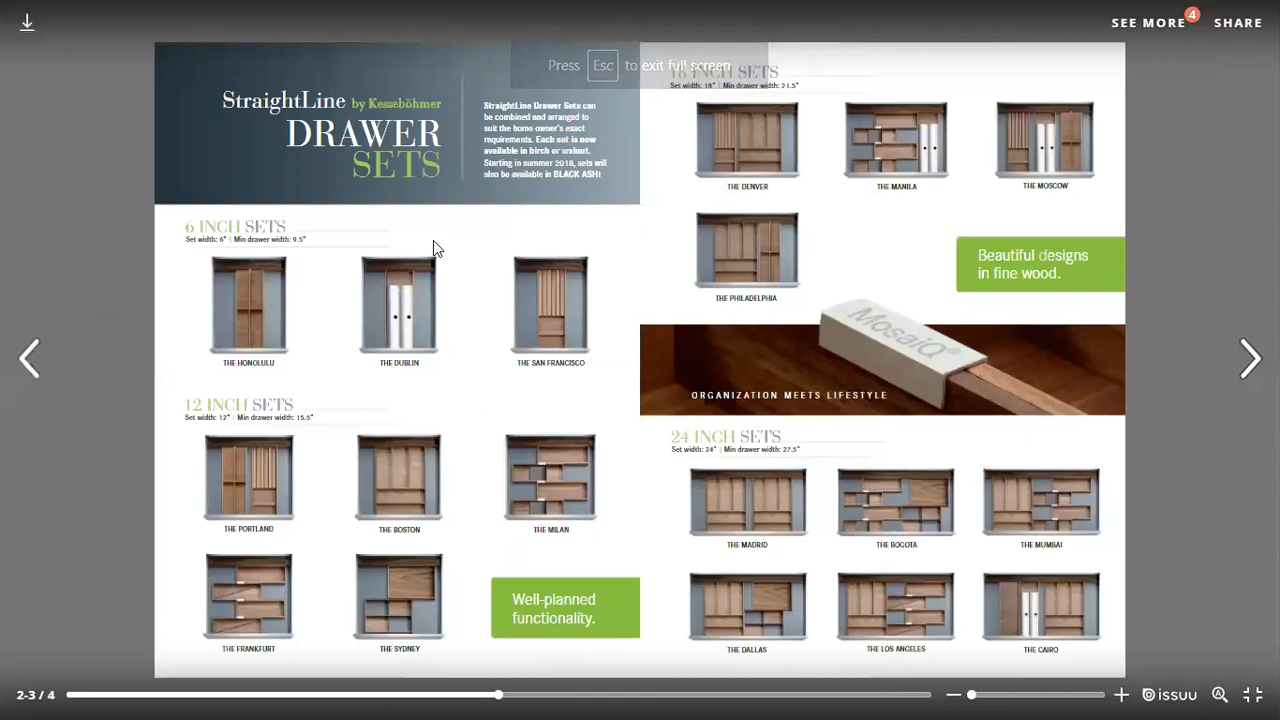 SEE MORE
4
SHARE
Press Esc to exit full screen
StraightLine by Kesseböhmer
DRAWER
SETS
StraightLine Drawer Sets can
be combined and arranged to
suit the home owner's exact
requirements. Each set is now
available in birch or walnut.
Starting in summer 2018, sets will
also be available in BLACK ASH!
6 INCH SETS
Set width: 6" | Min drawer width: 9.5"
THE HONOLULU
THE DUBLIN
THE SAN FRANCISCO
12 INCH SETS
Set width: 12" | Min drawer width: 15.5"
THE PORTLAND
THE BOSTON
THE MILAN
THE FRANKFURT
THE SYDNEY
Well-planned
functionality.
18 INCH SETS
Set width: 18" | Min drawer width: 21.5"
THE DENVER
THE MANILA
THE MOSCOW
THE PHILADELPHIA
Beautiful designs
in fine wood.
MosaiQ®
ORGANIZATION MEETS LIFESTYLE
24 INCH SETS
Set width: 24" | Min drawer width: 27.5"
THE MADRID
THE BOGOTA
THE MUMBAI
THE DALLAS
THE LOS ANGELES
THE CAIRO
2-3 / 4
issuu